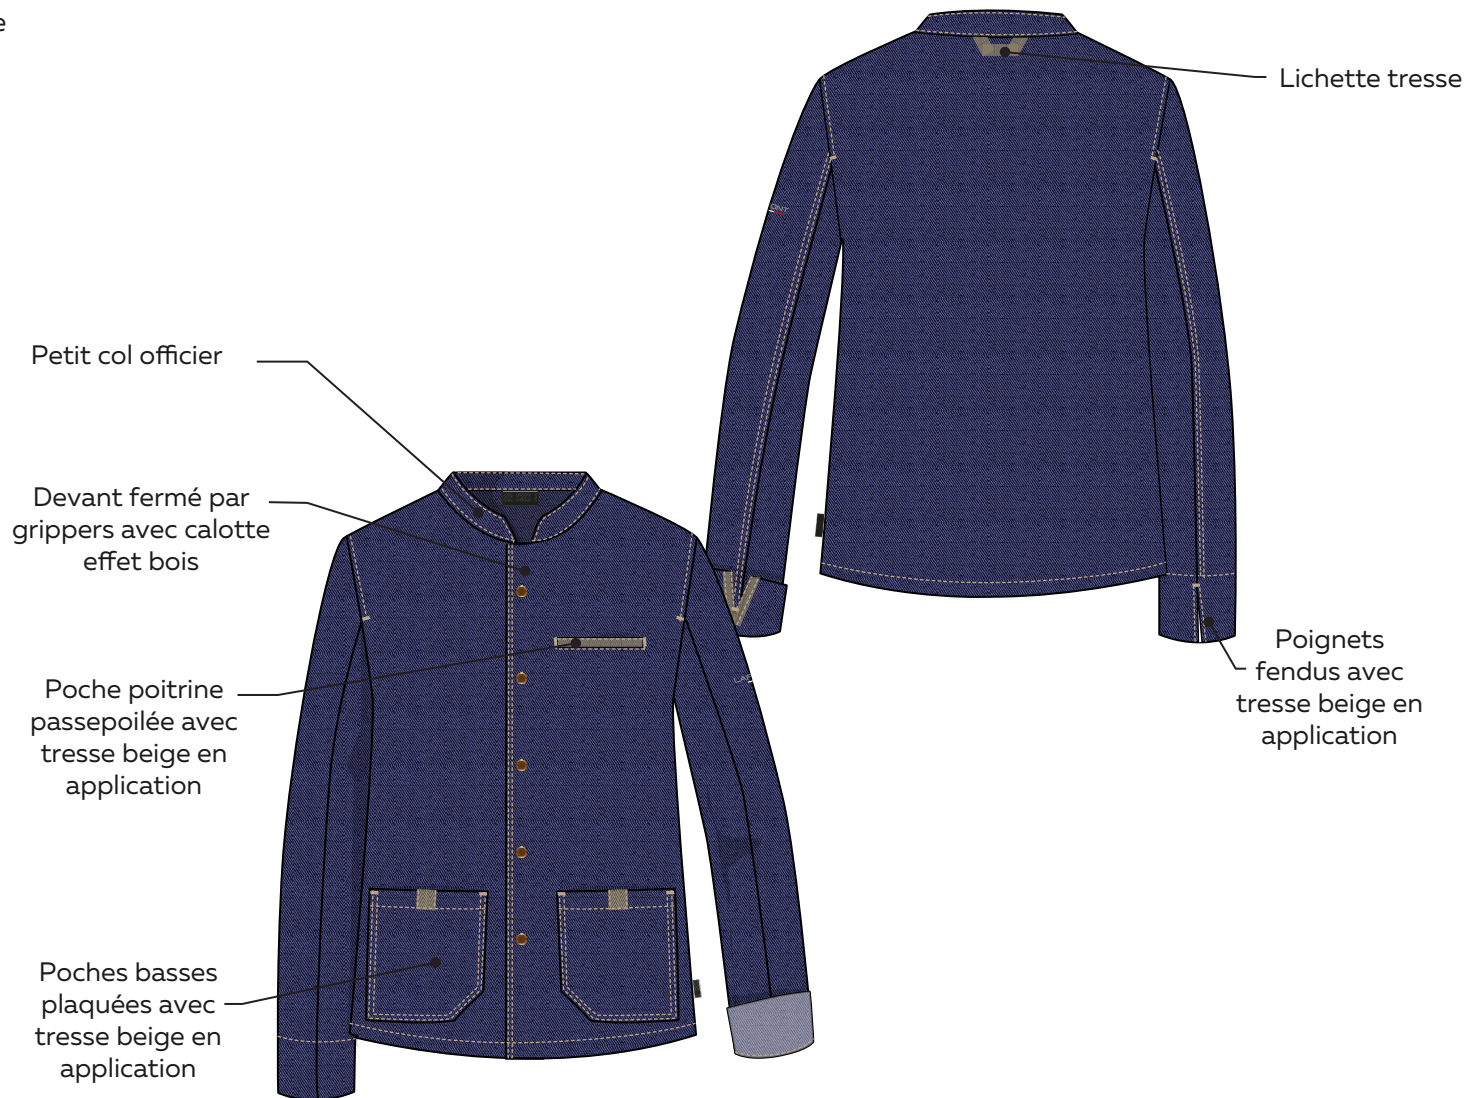 e
Lichette tresse
Petit col officier
Devant fermé par
grippers avec calotte
effet bois
Poche poitrine
passepoilée avec
tresse beige en
application
Poignets
fendus avec
tresse beige en
application
Poches basses
plaquées avec
tresse beige en
application